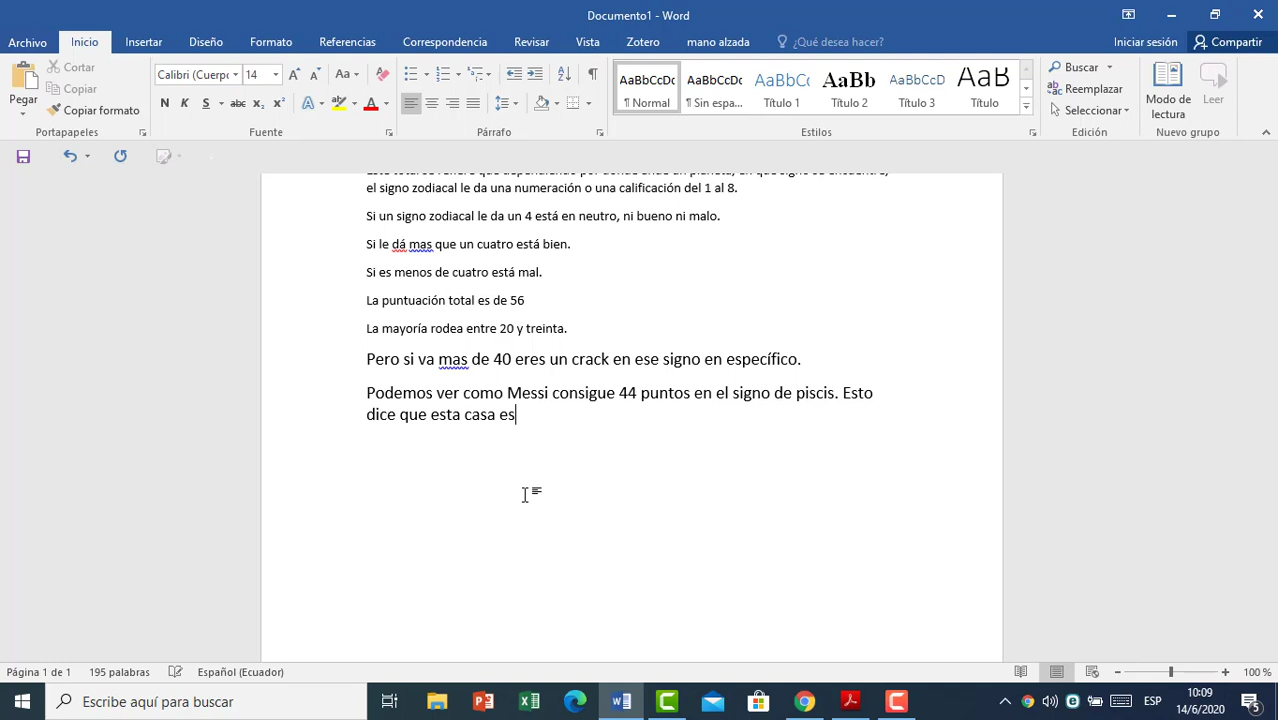 Documento1 - Word
Archivo Inicio Insertar Diseño Formato Referencias Correspondencia Revisar Vista Zotero mano alzada ¿Qué desea hacer? Iniciar sesión Compartir
Pegar
Cortar
Copiar
Copiar formato
Calibri (Cuerpo 14
N K S abc x₂ x²
AaBbCcDc AaBbCcDc AaBbCc AaBb AaBbCcD AaB
¶ Normal ¶ Sin espa... Título 1 Título 2 Título 3 Título
Buscar
Reemplazar
Seleccionar
Modo de lectura
Leer
Portapapeles Fuente Párrafo Estilos Edición Nuevo grupo
el signo zodiacal le da una numeración o una calificación del 1 al 8.
Si un signo zodiacal le da un 4 está en neutro, ni bueno ni malo.
Si le dá mas que un cuatro está bien.
Si es menos de cuatro está mal.
La puntuación total es de 56
La mayoría rodea entre 20 y treinta.
Pero si va mas de 40 eres un crack en ese signo en específico.
Podemos ver como Messi consigue 44 puntos en el signo de piscis. Esto
dice que esta casa es
Página 1 de 1 195 palabras Español (Ecuador) 100 %
Escribe aquí para buscar
ESP
10:09
14/6/2020
5